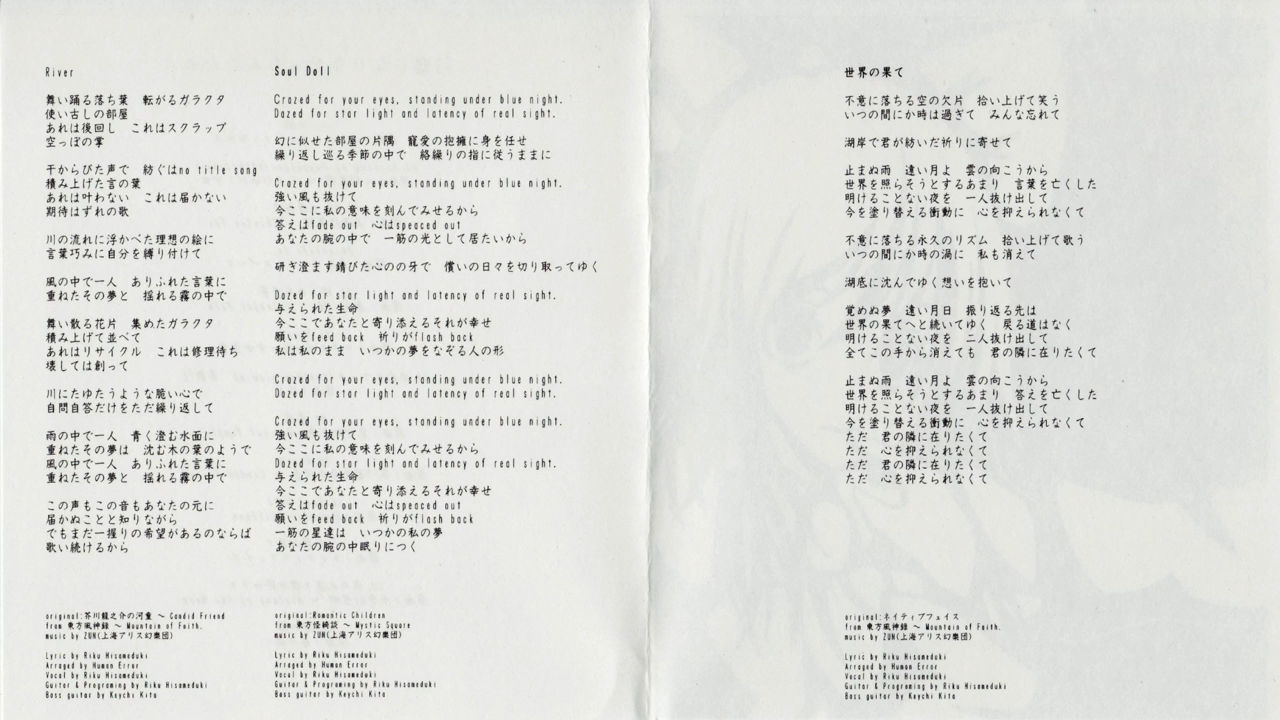 River
舞い踊る落ち葉　転がるガラクタ
使い古しの部屋
あれは後回し　これはスクラップ
空っぽの掌
干からびた声で　紡ぐはno title song
積み上げた言の葉
あれは叶わない　これは届かない
期待はずれの歌
川の流れに浮かべた理想の絵に
言葉巧みに自分を縛り付けて
風の中で一人　ありふれた言葉に
重ねたその夢と　揺れる霧の中で
舞い散る花片　集めたガラクタ
積み上げて並べて
あれはリサイクル　これは修理待ち
壊しては創って
川にたゆたうような脆い心で
自問自答だけをただ繰り返して
雨の中で一人　青く澄む水面に
重ねたその夢は　沈む木の葉のようで
風の中で一人　ありふれた言葉に
重ねたその夢と　揺れる霧の中で
この声もこの音もあなたの元に
届かぬことと知りながら
でもまだ一握りの希望があるのならば
歌い続けるから
original:芥川龍之介の河童 ～ Candid Friend
from 東方風神録 ～ Mountain of Faith.
music by ZUN(上海アリス幻樂団)
Lyric by Riku Hisameduki
Arraged by Human Error
Vocal by Riku Hisameduki
Guitar & Programing by Riku Hisameduki
Bass guitar by Keychi Kita
Soul Doll
Crazed for your eyes, standing under blue night.
Dazed for star light and latency of real sight.
幻に似せた部屋の片隅　寵愛の抱擁に身を任せ
繰り返し巡る季節の中で　絡繰りの指に従うままに
Crazed for your eyes, standing under blue night.
Dazed for star light and latency of real sight.
強い風も抜けて
今ここに私の意味を刻んでみせるから
答えはfade out　心はspeaced out
あなたの腕の中で　一筋の光として居たいから
研ぎ澄ます錆びた心のの牙で　償いの日々を切り取ってゆく
Dazed for star light and latency of real sight.
与えられた生命
今ここであなたと寄り添えるそれが幸せ
願いをfeed back　祈りがflash back
私は私のまま　いつかの夢をなぞる人の形
Crazed for your eyes, standing under blue night.
Dazed for star light and latency of real sight.
Crazed for your eyes, standing under blue night.
強い風も抜けて
今ここに私の意味を刻んでみせるから
Dazed for star light and latency of real sight.
与えられた生命
今ここであなたと寄り添えるそれが幸せ
答えはfade out　心はspeaced out
願いをfeed back　祈りがflash back
一筋の星達は　いつかの私の夢
あなたの腕の中眠りにつく
original:Romantic Children
from 東方怪綺談 ～ Mystic Square
music by ZUN(上海アリス幻樂団)
Lyric by Riku Hisameduki
Arraged by Human Error
Vocal by Riku Hisameduki
Guitar & Programing by Riku Hisameduki
Bass guitar by Keychi Kita
世界の果て
不意に落ちる空の欠片　拾い上げて笑う
いつの間にか時は過ぎて　みんな忘れて
湖岸で君が紡いだ祈りに寄せて
止まぬ雨　遠い月よ　雲の向こうから
世界を照らそうとするあまり　言葉を亡くした
明けることない夜を　一人抜け出して
今を塗り替える衝動に　心を抑えられなくて
不意に落ちる永久のリズム　拾い上げて歌う
いつの間にか時の渦に　私も消えて
湖底に沈んでゆく想いを抱いて
覚めぬ夢　遠い月日　振り返る先は
世界の果てへと続いてゆく　戻る道はなく
明けることない夜を　二人抜け出して
全てこの手から消えても　君の隣に在りたくて
止まぬ雨　遠い月よ　雲の向こうから
世界を照らそうとするあまり　答えを亡くした
明けることない夜を　一人抜け出して
今を塗り替える衝動に　心を抑えられなくて
ただ　君の隣に在りたくて
ただ　心を抑えられなくて
ただ　君の隣に在りたくて
ただ　心を抑えられなくて
original:ネイティブフェイス
from 東方風神録 ～ Mountain of Faith.
music by ZUN(上海アリス幻樂団)
Lyric by Riku Hisameduki
Arraged by Human Error
Vocal by Riku Hisameduki
Guitar & Programing by Riku Hisameduki
Bass guitar by Keychi Kita